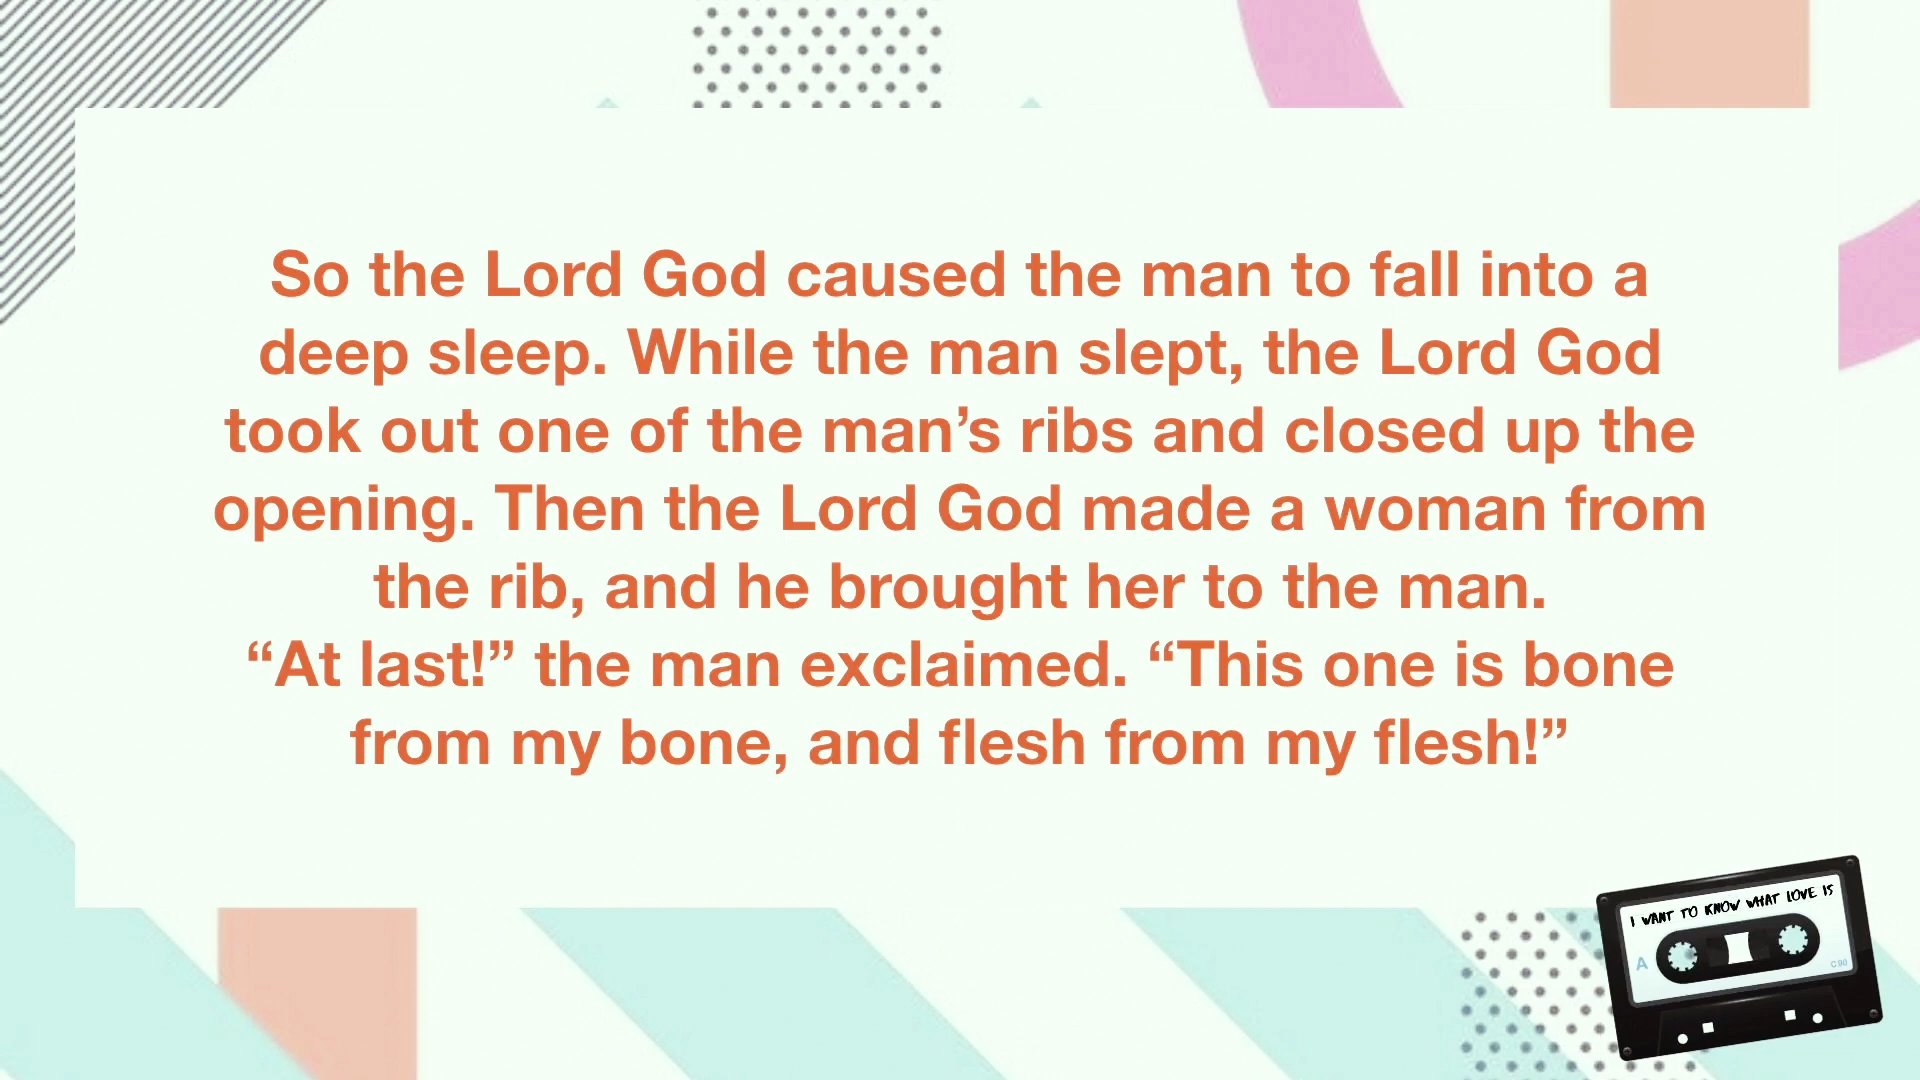 So the Lord God caused the man to fall into a
deep sleep. While the man slept, the Lord God
took out one of the man’s ribs and closed up the
opening. Then the Lord God made a woman from
the rib, and he brought her to the man.
“At last!” the man exclaimed. “This one is bone
from my bone, and flesh from my flesh!”
I WANT TO KNOW WHAT LOVE IS
A
C90